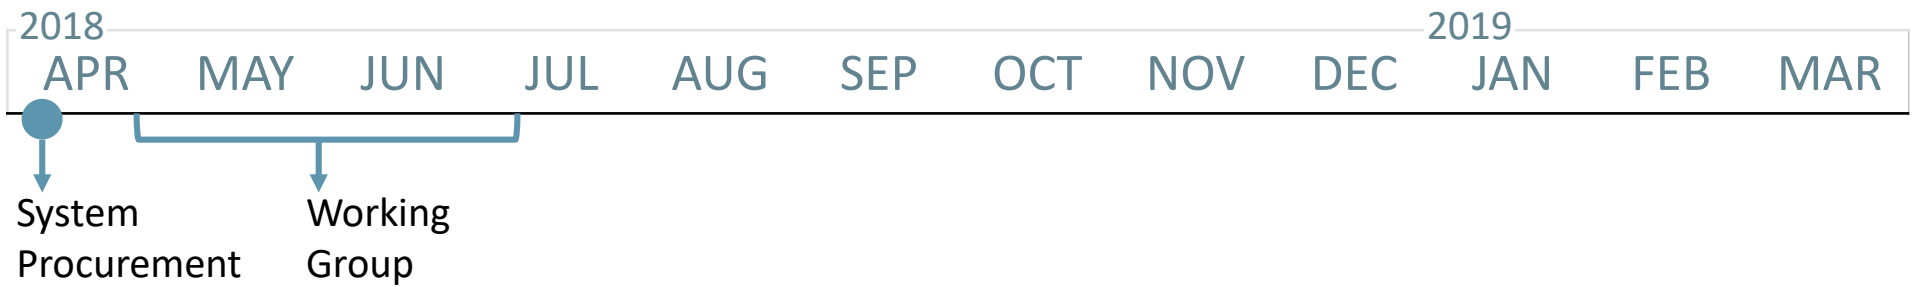 2018 2019
APR MAY JUN JUL AUG SEP OCT NOV DEC JAN FEB MAR
System
Procurement
Working
Group